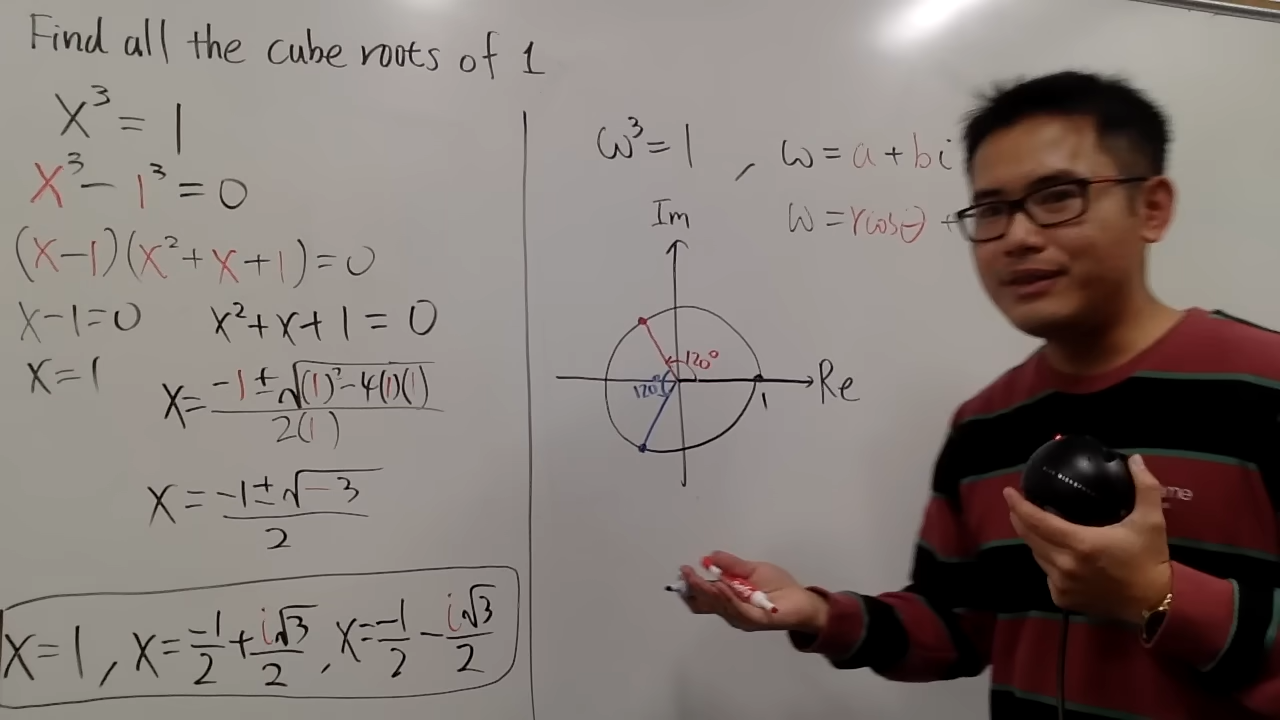 Find all the cube roots of 1
x³ = 1
x³ - 1³ = 0
(x-1)(x²+x+1)=0
x-1=0 x²+x+1=0
x=1 x= -1±√((1)²-4(1)(1)) / 2(1)
x= -1±√-3 / 2
x=1, x= -1/2 + i√3/2, x= -1/2 - i√3/2
ω³=1, ω=a+bi
ω=rcosθ +
Im
120°
120°
1
Re
me